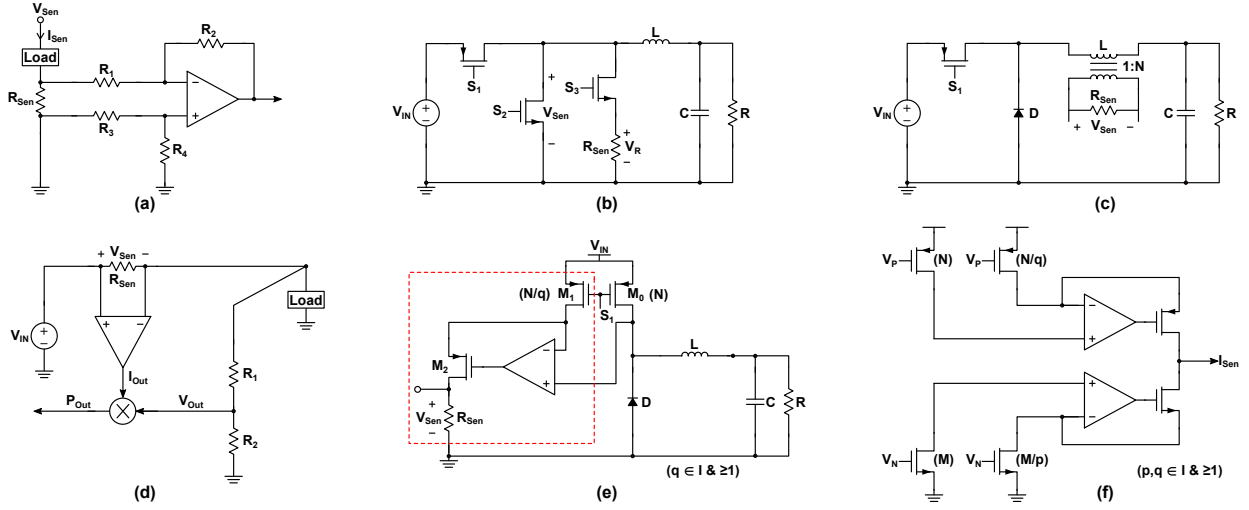 V_Sen
I_Sen
Load
R_Sen
R_1
R_2
R_3
R_4
−
+
(a)
V_IN
+
−
S_1
S_2
+
V_Sen
−
S_3
R_Sen
+
V_R
−
L
C
R
(b)
V_IN
+
−
S_1
D
L
1:N
R_Sen
+ V_Sen −
C
R
(c)
+ V_Sen −
R_Sen
V_IN
+
−
+ −
I_Out
P_Out
V_Out
R_1
R_2
Load
(d)
V_IN
(N/q)
M_1
S_1
M_0 (N)
M_2
−
+
+
V_Sen
−
R_Sen
D
L
C
R
(q ∈ I & ≥1)
(e)
V_P
(N)
V_P
(N/q)
−
+
I_Sen
+
−
V_N
(M)
V_N
(M/p)
(p,q ∈ I & ≥1)
(f)